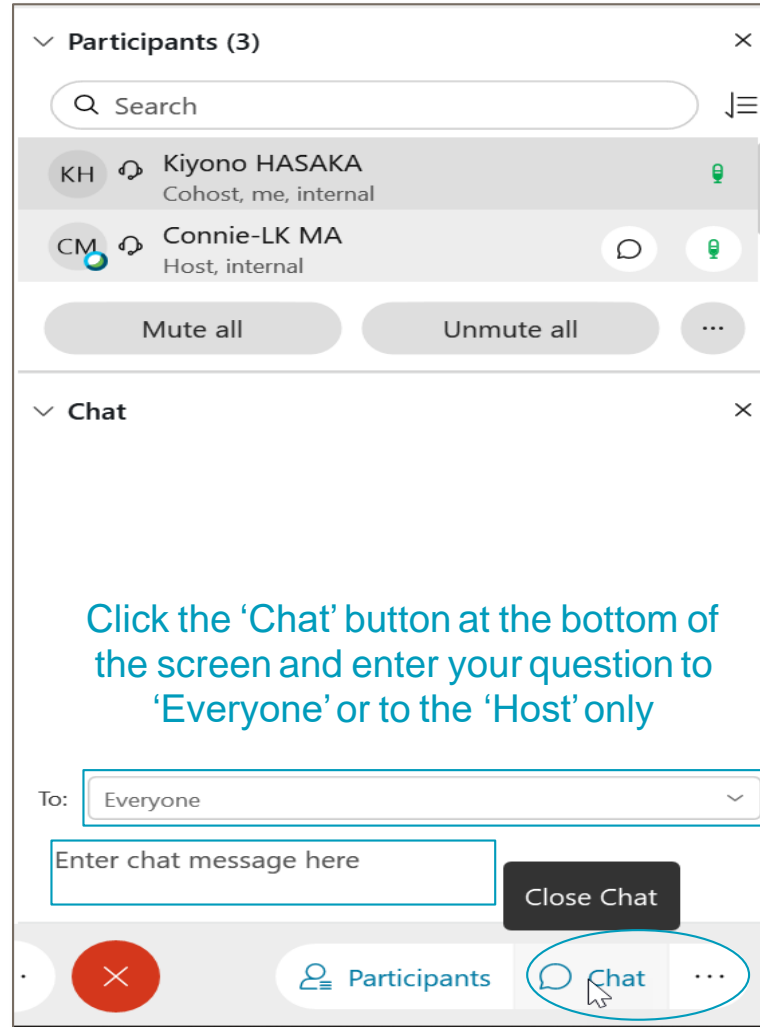 Participants (3)
Search
KH
Kiyono HASAKA
Cohost, me, internal
CM
Connie-LK MA
Host, internal
Mute all
Unmute all
Chat
Click the ‘Chat’ button at the bottom of
the screen and enter your question to
‘Everyone’ or to the ‘Host’ only
To:
Everyone
Enter chat message here
Close Chat
Participants
Chat